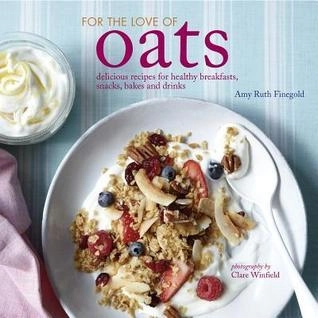 FOR THE LOVE OF
oats
delicious recipes for healthy breakfasts,
snacks, bakes and drinks
Amy Ruth Finegold
photography by
Clare Winfield